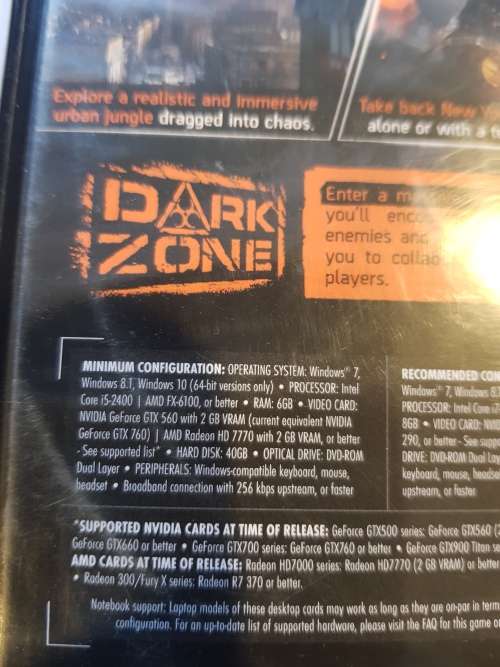 Explore a realistic and immersive
urban jungle dragged into chaos.
Take back New
alone or with a
DARK
ZONE
Enter a
you'll
enemies and
you to
players.
MINIMUM CONFIGURATION: OPERATING SYSTEM: Windows® 7,
Windows 8.1, Windows 10 (64-bit versions only) • PROCESSOR: Intel
Core i5-2400 | AMD FX-6100, or better • RAM: 6GB • VIDEO CARD:
NVIDIA GeForce GTX 560 with 2 GB VRAM (current equivalent NVIDIA
GeForce GTX 760) | AMD Radeon HD 7770 with 2 GB VRAM, or better
- See supported list* • HARD DISK: 40GB • OPTICAL DRIVE: DVD-ROM
Dual Layer • PERIPHERALS: Windows-compatible keyboard, mouse,
headset • Broadband connection with 256 kbps upstream, or faster
RECOMMENDED
Windows® 7, Windows
PROCESSOR: Intel Core
8GB • VIDEO CARD:
290, or better - See
DRIVE: DVD-ROM Dual
keyboard, mouse,
upstream, or faster
*SUPPORTED NVIDIA CARDS AT TIME OF RELEASE: GeForce GTX500 series: GeForce GTX560
GeForce GTX660 or better • GeForce GTX700 series: GeForce GTX760 or better • GeForce GTX900 Titan
AMD CARDS AT TIME OF RELEASE: Radeon HD7000 series: Radeon HD7770 (2 GB VRAM) or better
• Radeon 300/Fury X series: Radeon R7 370 or better.
Notebook support: Laptop models of these desktop cards may work as long as they are on-par in
configuration. For an up-to-date list of supported hardware, please visit the FAQ for this game